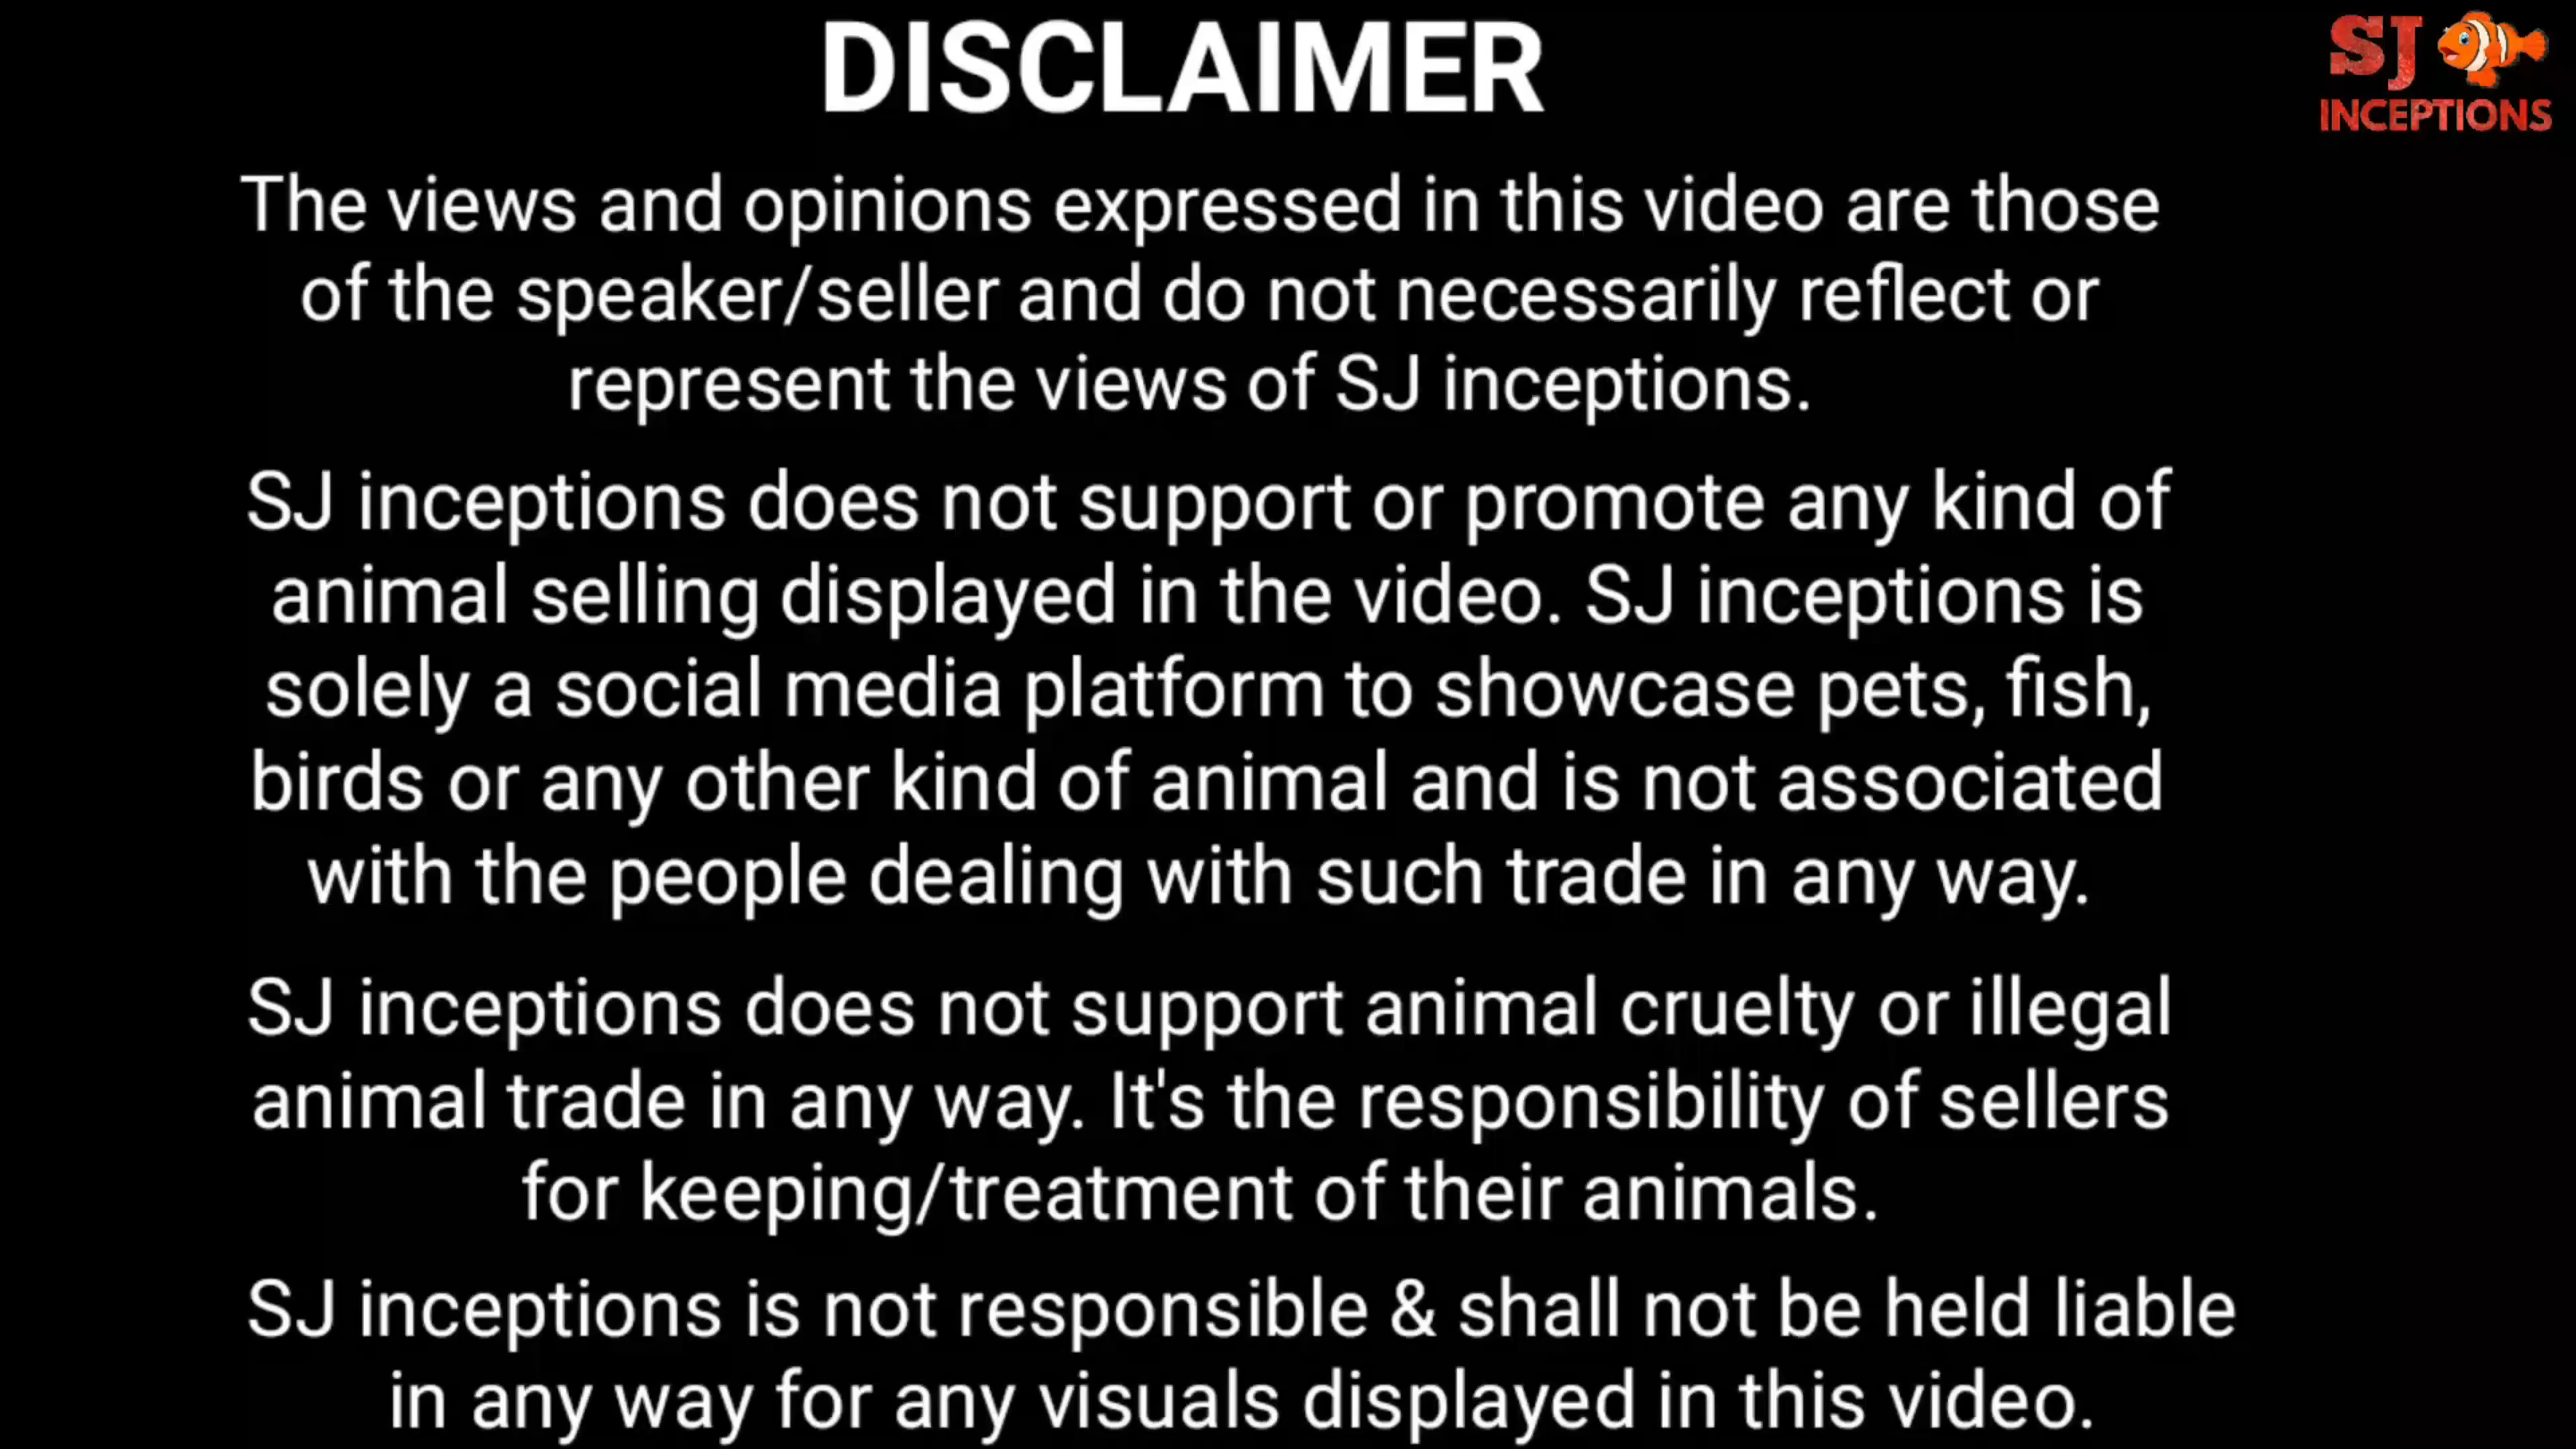 DISCLAIMER
SJ
INCEPTIONS
The views and opinions expressed in this video are those
of the speaker/seller and do not necessarily reflect or
represent the views of SJ inceptions.
SJ inceptions does not support or promote any kind of
animal selling displayed in the video. SJ inceptions is
solely a social media platform to showcase pets, fish,
birds or any other kind of animal and is not associated
with the people dealing with such trade in any way.
SJ inceptions does not support animal cruelty or illegal
animal trade in any way. It's the responsibility of sellers
for keeping/treatment of their animals.
SJ inceptions is not responsible & shall not be held liable
in any way for any visuals displayed in this video.